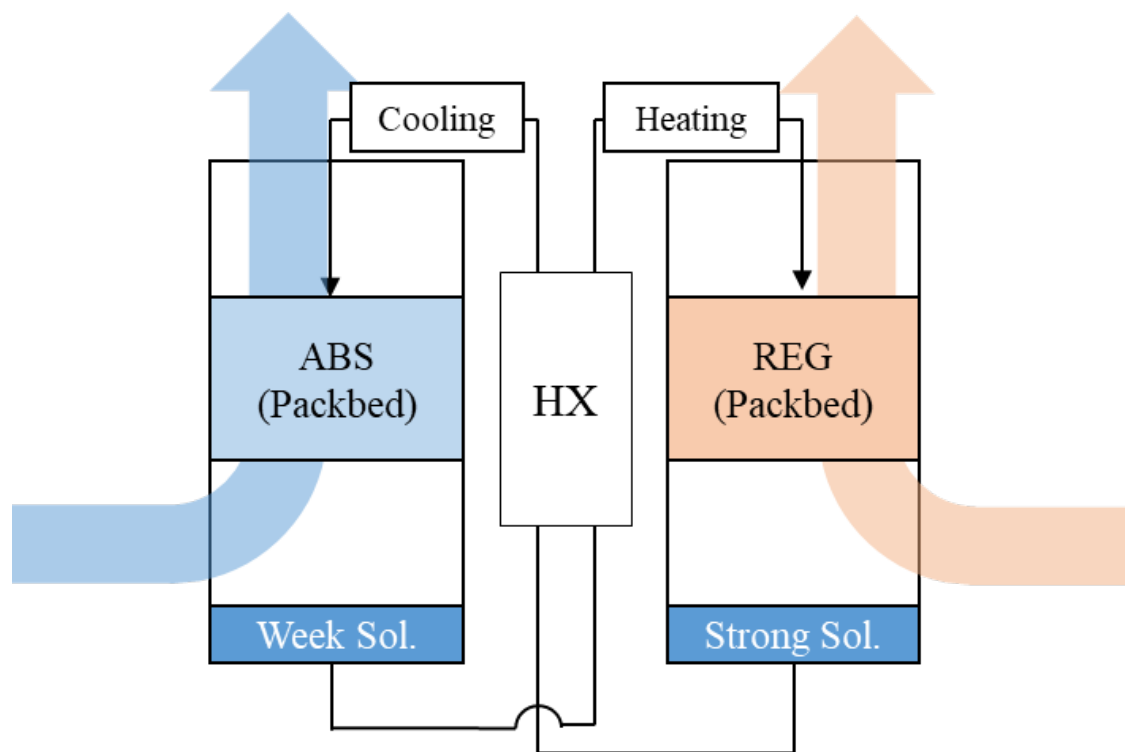 Cooling
Heating
ABS
(Packbed)
HX
REG
(Packbed)
Week Sol.
Strong Sol.